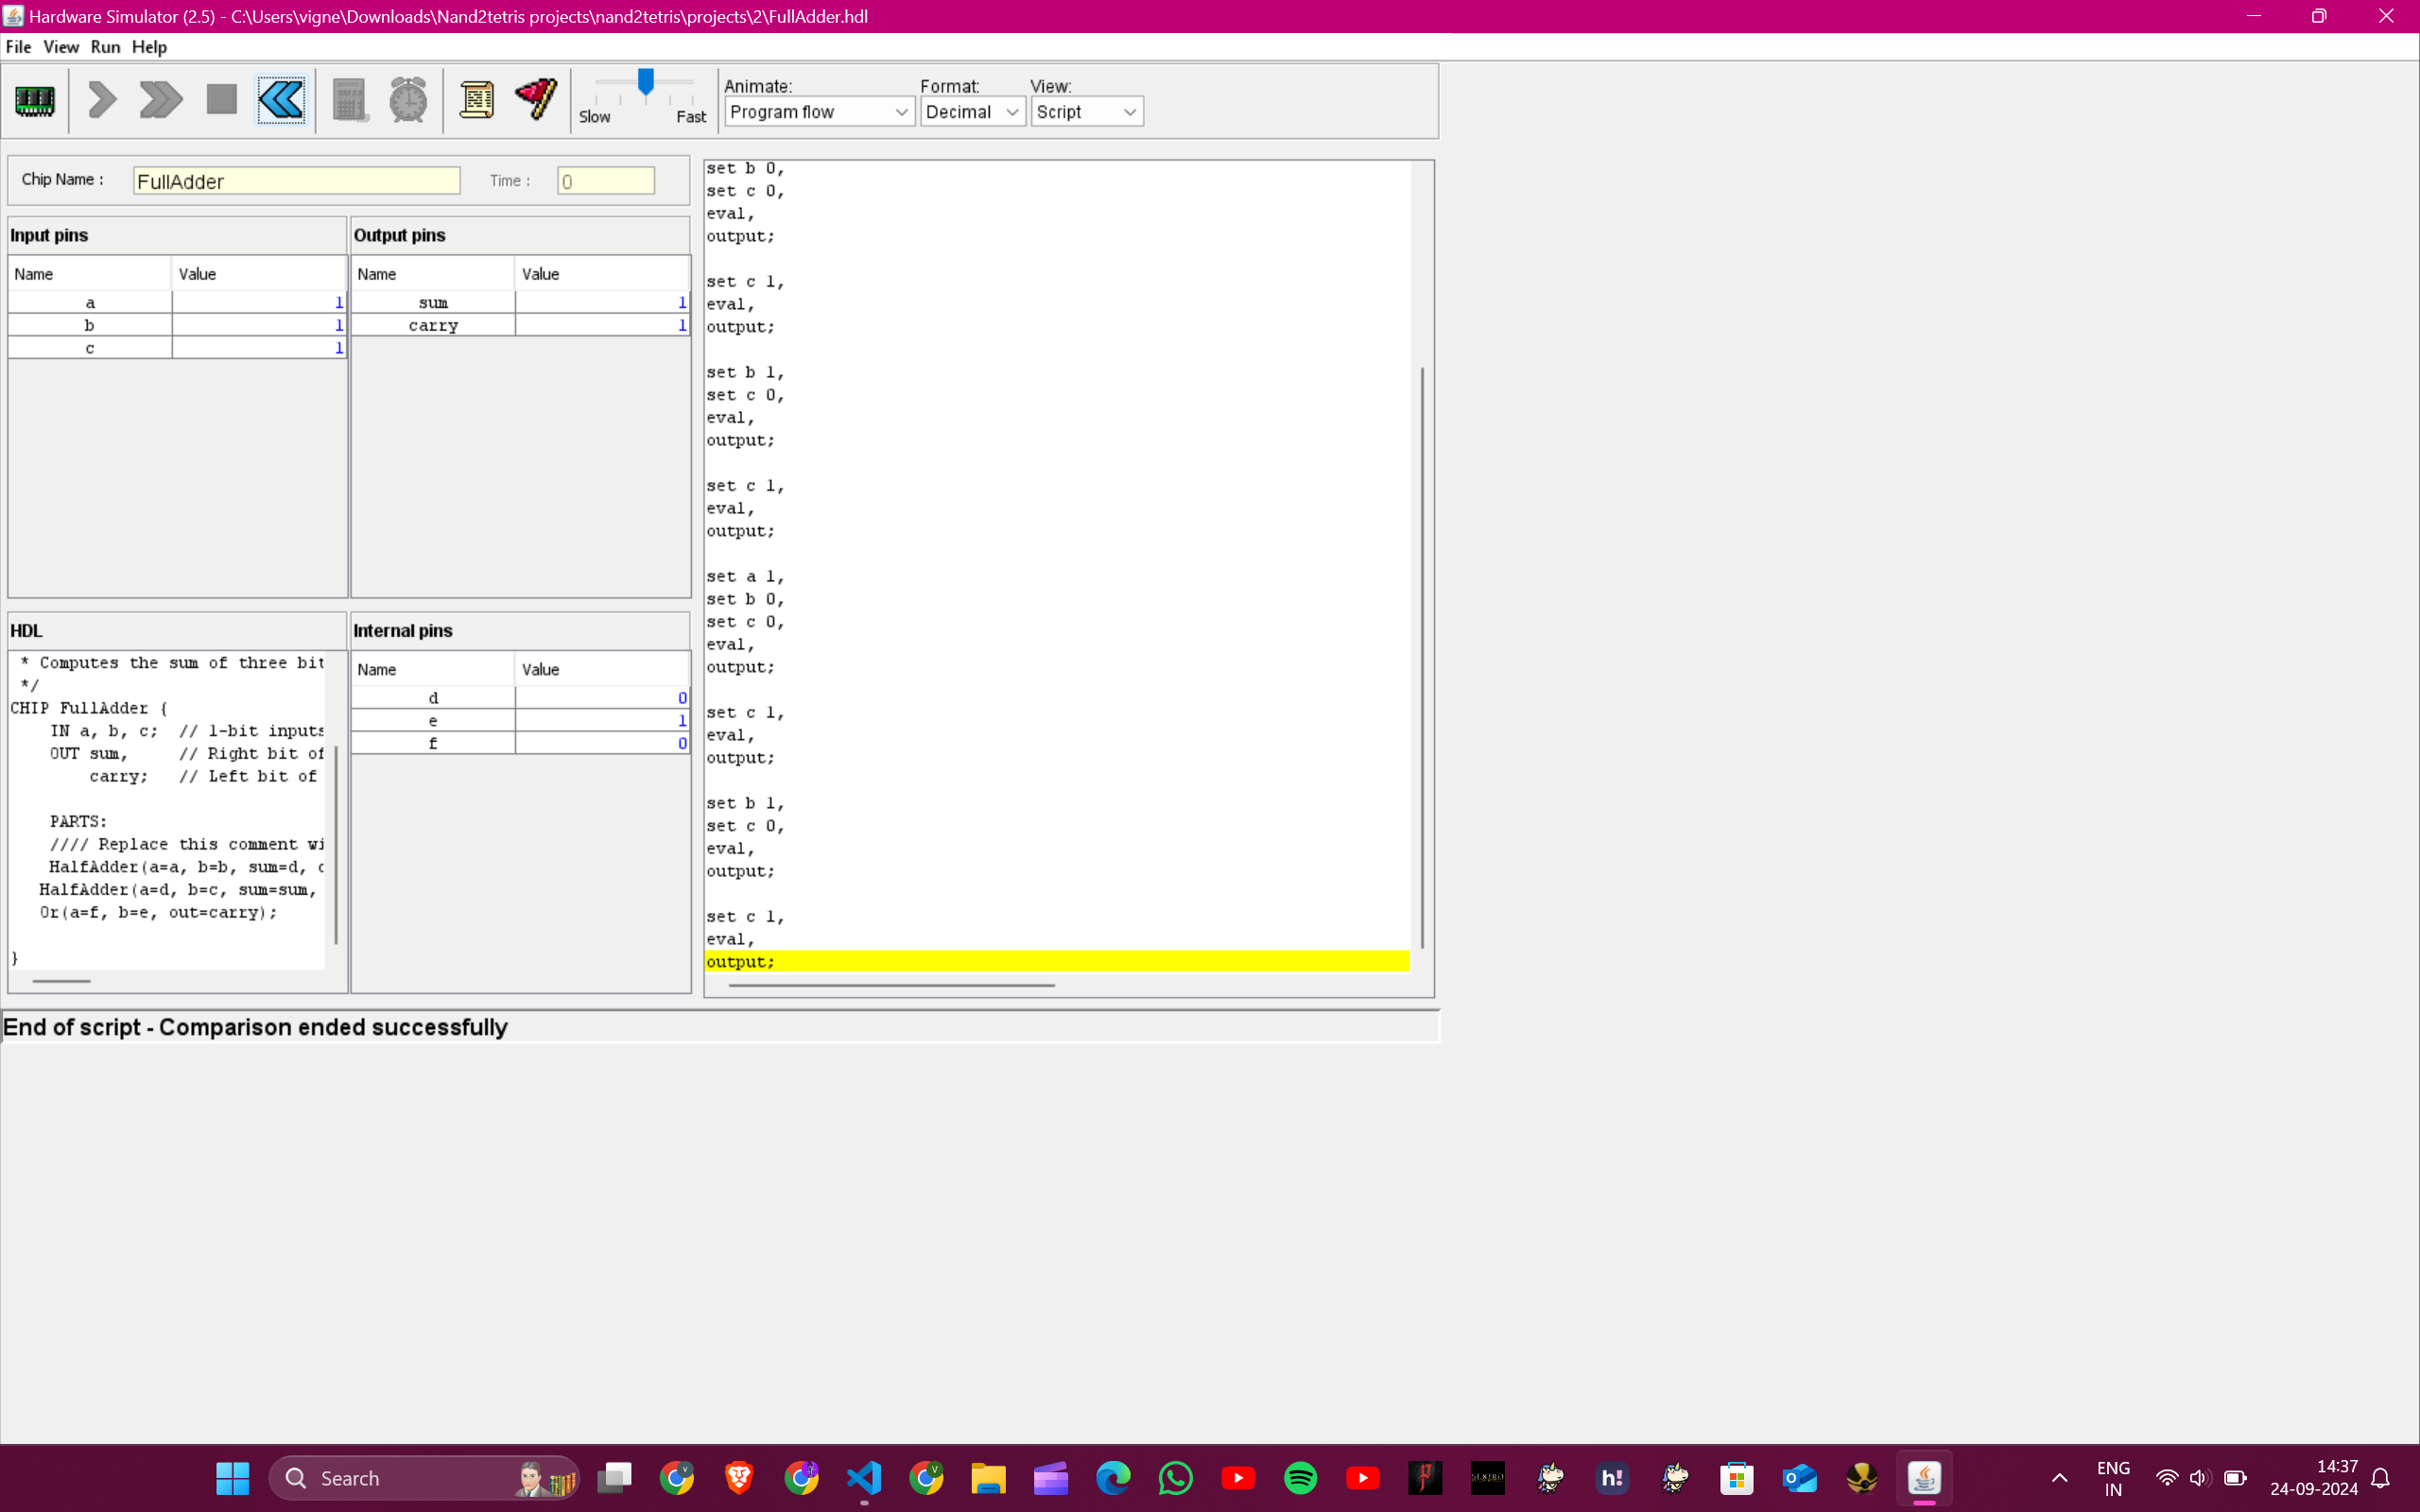 Hardware Simulator (2.5) - C:\Users\vigne\Downloads\Nand2tetris projects\nand2tetris\projects\2\FullAdder.hdl
File View Run Help
Slow Fast
Animate: Format: View:
Program flow Decimal Script
Chip Name : FullAdder Time : 0
Input pins
Name Value
a 1
b 1
c 1
Output pins
Name Value
sum 1
carry 1
HDL
* Computes the sum of three bit
*/
CHIP FullAdder {
IN a, b, c; // 1-bit inputs
OUT sum, // Right bit of
carry; // Left bit of
PARTS:
//// Replace this comment wi
HalfAdder(a=a, b=b, sum=d, c
HalfAdder(a=d, b=c, sum=sum,
Or(a=f, b=e, out=carry);
}
Internal pins
Name Value
d 0
e 1
f 0
set b 0,
set c 0,
eval,
output;
set c 1,
eval,
output;
set b 1,
set c 0,
eval,
output;
set c 1,
eval,
output;
set a 1,
set b 0,
set c 0,
eval,
output;
set c 1,
eval,
output;
set b 1,
set c 0,
eval,
output;
set c 1,
eval,
output;
End of script - Comparison ended successfully
Search
h!
SEKIRO
ENG
IN
14:37
24-09-2024